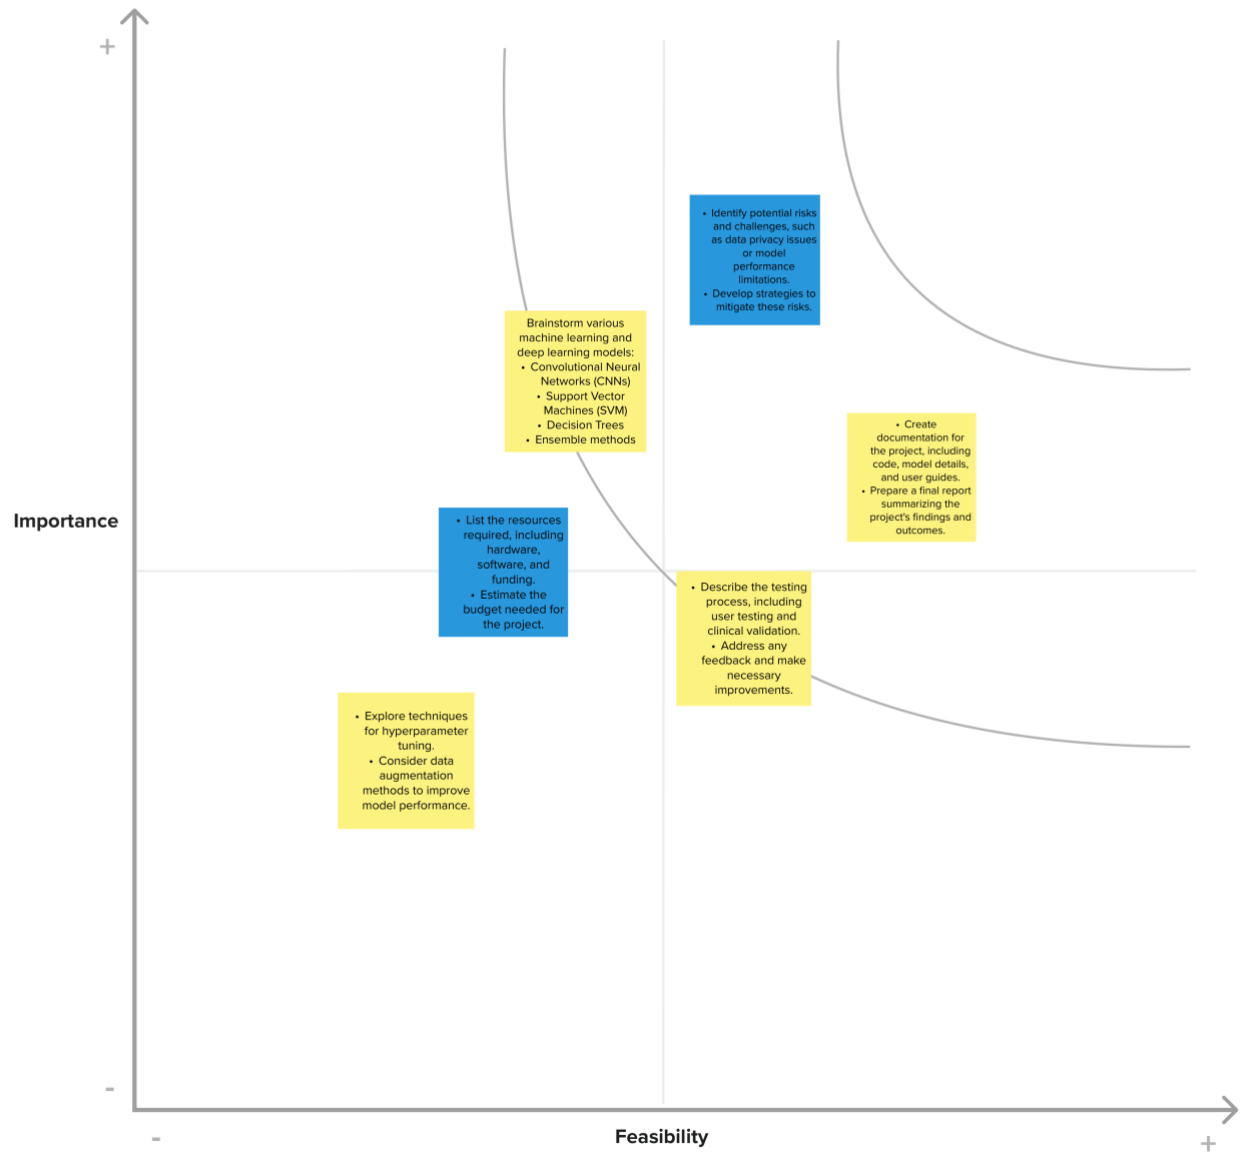 +
• Identify potential risks
and challenges, such
as data privacy issues
or model
performance
limitations.
• Develop strategies to
mitigate these risks.
Brainstorm various
machine learning and
deep learning models:
• Convolutional Neural
Networks (CNNs)
• Support Vector
Machines (SVM)
• Decision Trees
• Ensemble methods
• Create
documentation for
the project, including
code, model details,
and user guides.
• Prepare a final report
summarizing the
project's findings and
outcomes.
Importance
• List the resources
required, including
hardware,
software, and
funding.
• Estimate the
budget needed for
the project.
• Describe the testing
process, including
user testing and
clinical validation.
• Address any
feedback and make
necessary
improvements.
• Explore techniques
for hyperparameter
tuning.
• Consider data
augmentation
methods to improve
model performance.
-
-
Feasibility
+